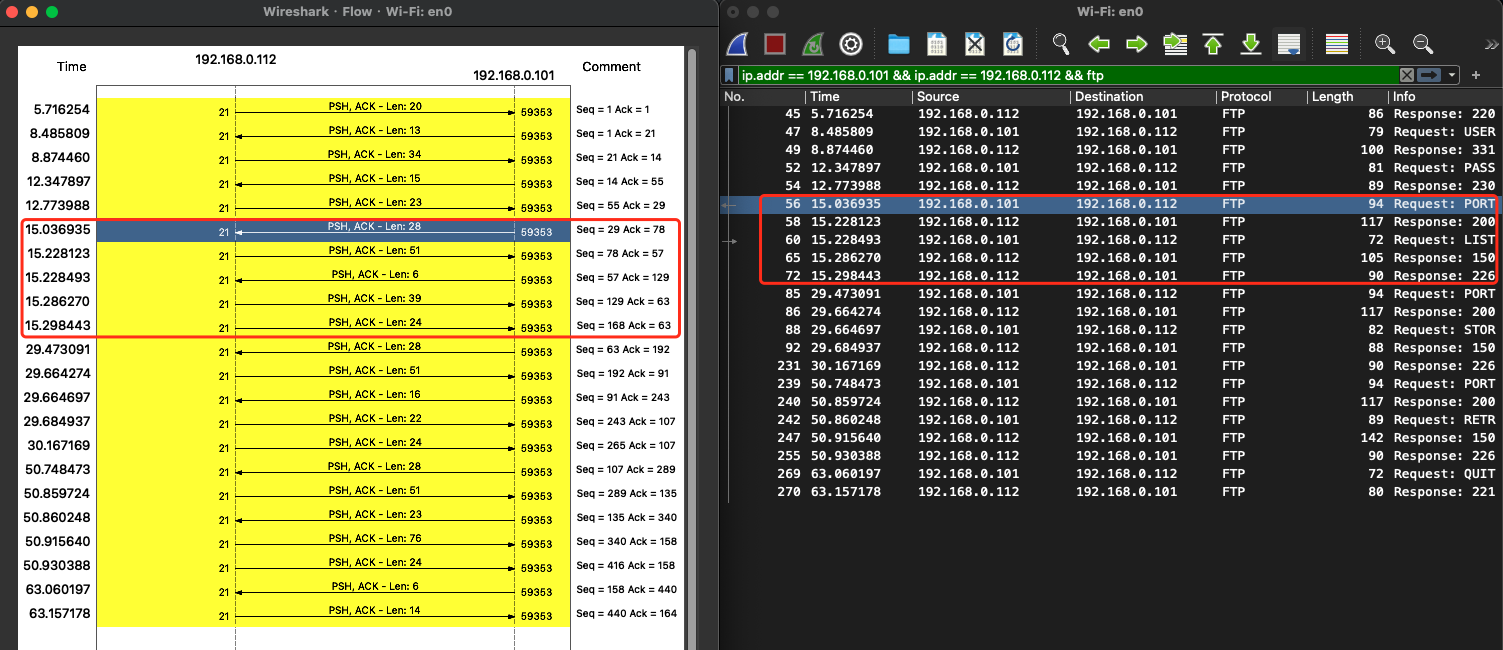 Wireshark · Flow · Wi-Fi: en0
Time 192.168.0.112 192.168.0.101 Comment
5.716254 21 PSH, ACK - Len: 20 59353 Seq = 1 Ack = 1
8.485809 21 PSH, ACK - Len: 13 59353 Seq = 1 Ack = 21
8.874460 21 PSH, ACK - Len: 34 59353 Seq = 21 Ack = 14
12.347897 21 PSH, ACK - Len: 15 59353 Seq = 14 Ack = 55
12.773988 21 PSH, ACK - Len: 23 59353 Seq = 55 Ack = 29
15.036935 21 PSH, ACK - Len: 28 59353 Seq = 29 Ack = 78
15.228123 21 PSH, ACK - Len: 51 59353 Seq = 78 Ack = 57
15.228493 21 PSH, ACK - Len: 6 59353 Seq = 57 Ack = 129
15.286270 21 PSH, ACK - Len: 39 59353 Seq = 129 Ack = 63
15.298443 21 PSH, ACK - Len: 24 59353 Seq = 168 Ack = 63
29.473091 21 PSH, ACK - Len: 28 59353 Seq = 63 Ack = 192
29.664274 21 PSH, ACK - Len: 51 59353 Seq = 192 Ack = 91
29.664697 21 PSH, ACK - Len: 16 59353 Seq = 91 Ack = 243
29.684937 21 PSH, ACK - Len: 22 59353 Seq = 243 Ack = 107
30.167169 21 PSH, ACK - Len: 24 59353 Seq = 265 Ack = 107
50.748473 21 PSH, ACK - Len: 28 59353 Seq = 107 Ack = 289
50.859724 21 PSH, ACK - Len: 51 59353 Seq = 289 Ack = 135
50.860248 21 PSH, ACK - Len: 23 59353 Seq = 135 Ack = 340
50.915640 21 PSH, ACK - Len: 76 59353 Seq = 340 Ack = 158
50.930388 21 PSH, ACK - Len: 24 59353 Seq = 416 Ack = 158
63.060197 21 PSH, ACK - Len: 6 59353 Seq = 158 Ack = 440
63.157178 21 PSH, ACK - Len: 14 59353 Seq = 440 Ack = 164
Wi-Fi: en0
ip.addr == 192.168.0.101 && ip.addr == 192.168.0.112 && ftp
No. Time Source Destination Protocol Length Info
45 5.716254 192.168.0.112 192.168.0.101 FTP 86 Response: 220
47 8.485809 192.168.0.101 192.168.0.112 FTP 79 Request: USER
49 8.874460 192.168.0.112 192.168.0.101 FTP 100 Response: 331
52 12.347897 192.168.0.101 192.168.0.112 FTP 81 Request: PASS
54 12.773988 192.168.0.112 192.168.0.101 FTP 89 Response: 230
56 15.036935 192.168.0.101 192.168.0.112 FTP 94 Request: PORT
58 15.228123 192.168.0.112 192.168.0.101 FTP 117 Response: 200
60 15.228493 192.168.0.101 192.168.0.112 FTP 72 Request: LIST
65 15.286270 192.168.0.112 192.168.0.101 FTP 105 Response: 150
72 15.298443 192.168.0.112 192.168.0.101 FTP 90 Response: 226
85 29.473091 192.168.0.101 192.168.0.112 FTP 94 Request: PORT
86 29.664274 192.168.0.112 192.168.0.101 FTP 117 Response: 200
88 29.664697 192.168.0.101 192.168.0.112 FTP 82 Request: STOR
92 29.684937 192.168.0.112 192.168.0.101 FTP 88 Response: 150
231 30.167169 192.168.0.112 192.168.0.101 FTP 90 Response: 226
239 50.748473 192.168.0.101 192.168.0.112 FTP 94 Request: PORT
240 50.859724 192.168.0.112 192.168.0.101 FTP 117 Response: 200
242 50.860248 192.168.0.101 192.168.0.112 FTP 89 Request: RETR
247 50.915640 192.168.0.112 192.168.0.101 FTP 142 Response: 150
255 50.930388 192.168.0.112 192.168.0.101 FTP 90 Response: 226
269 63.060197 192.168.0.101 192.168.0.112 FTP 72 Request: QUIT
270 63.157178 192.168.0.112 192.168.0.101 FTP 80 Response: 221